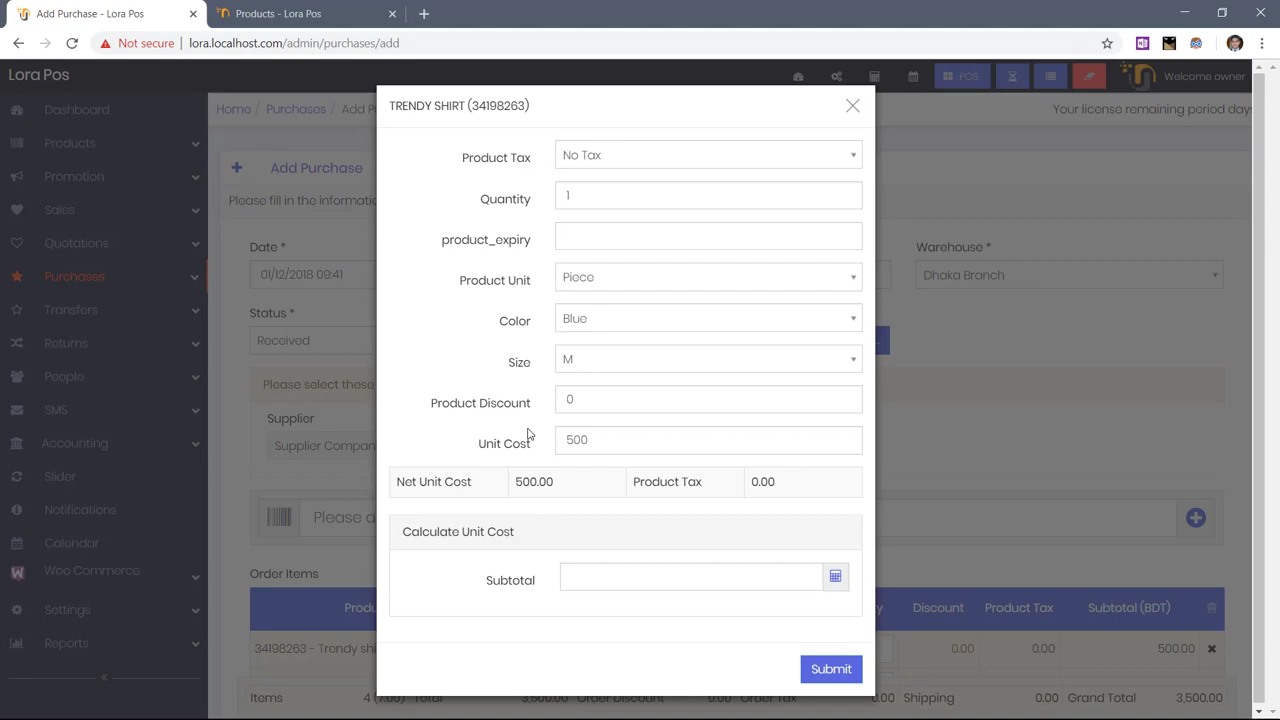 Add Purchase - Lora Pos
Products - Lora Pos
Not secure
lora.localhost.com/admin/purchases/add
Lora Pos
POS
Welcome owner
Home / Purchases / Add P
Your license remaining period day
Dashboard
Products
Promotion
Sales
Quotations
Purchases
Transfers
Returns
People
SMS
Accounting
Slider
Notifications
Calendar
Woo Commerce
Settings
Reports
Add Purchase
Please fill in the informatio
Date *
01/12/2018 09:41
Warehouse *
Dhaka Branch
Status *
Received
Please select these
Supplier
Supplier Compan
Please a
Order Items
Produ
y
Discount
Product Tax
Subtotal (BDT)
34198263 - Trendy shi
0.00
0.00
500.00
Items
4 (7.00)
Total
3,500.00
Order Discount
0.00
Order Tax
0.00
Shipping
0.00
Grand Total
3,500.00
TRENDY SHIRT (34198263)
Product Tax
No Tax
Quantity
1
product_expiry
Product Unit
Piece
Color
Blue
Size
M
Product Discount
0
Unit Cost
500
Net Unit Cost
500.00
Product Tax
0.00
Calculate Unit Cost
Subtotal
Submit